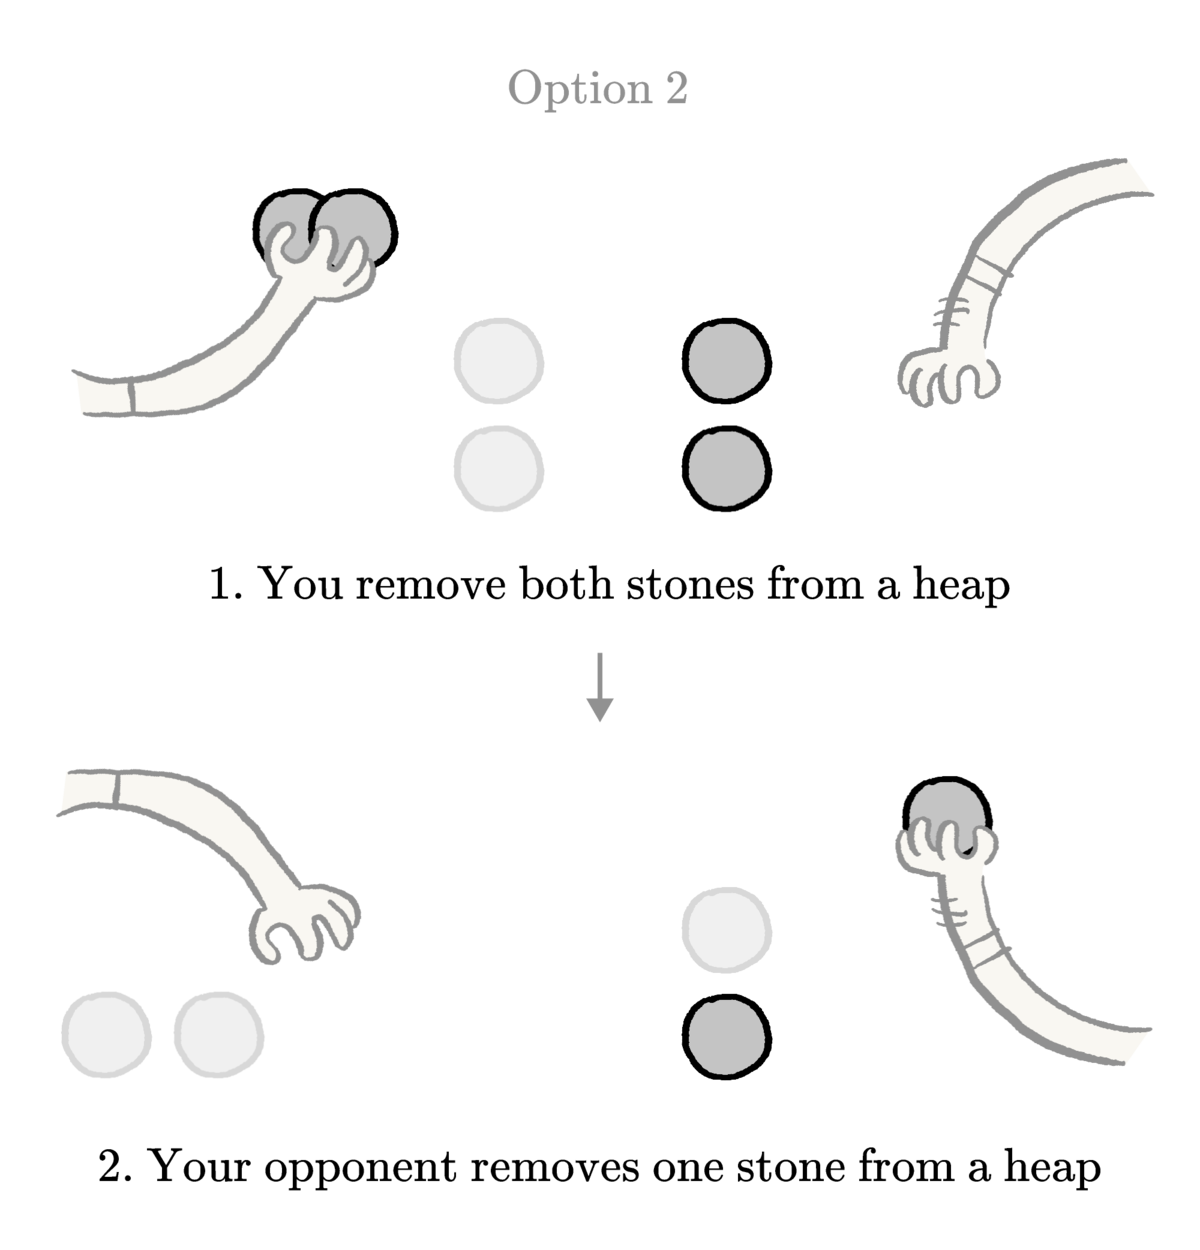 Option 2
1. You remove both stones from a heap
2. Your opponent removes one stone from a heap